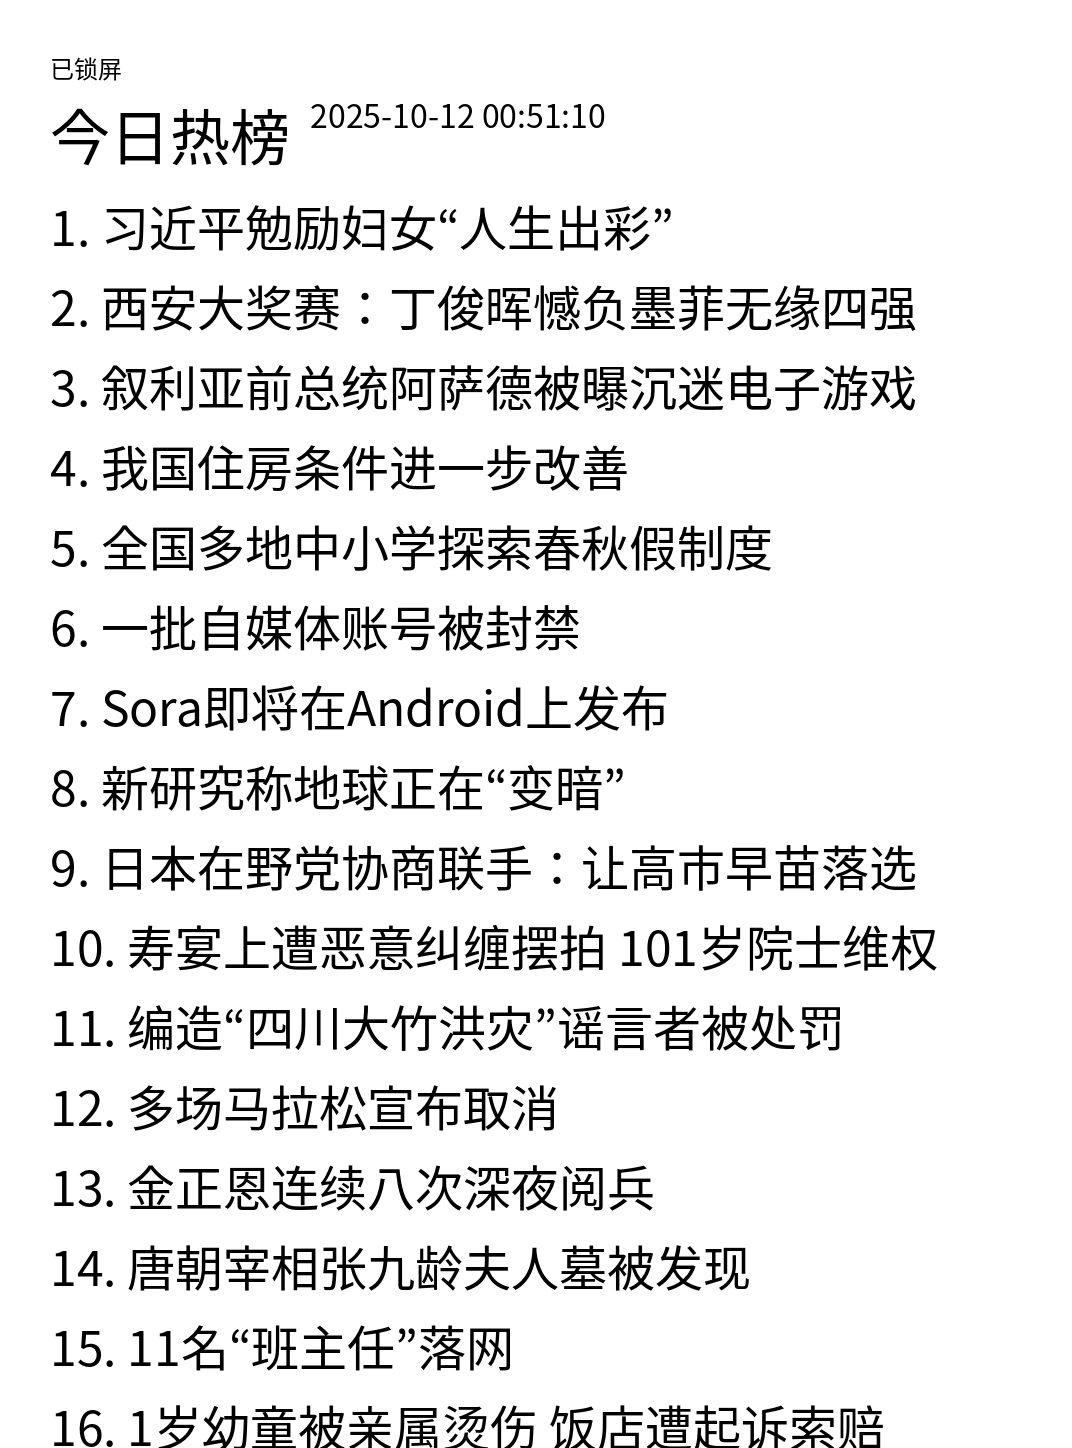 已锁屏
今日热榜 2025-10-12 00:51:10
1. 习近平勉励妇女“人生出彩”
2. 西安大奖赛：丁俊晖憾负墨菲无缘四强
3. 叙利亚前总统阿萨德被曝沉迷电子游戏
4. 我国住房条件进一步改善
5. 全国多地中小学探索春秋假制度
6. 一批自媒体账号被封禁
7. Sora即将在Android上发布
8. 新研究称地球正在“变暗”
9. 日本在野党协商联手：让高市早苗落选
10. 寿宴上遭恶意纠缠摆拍 101岁院士维权
11. 编造“四川大竹洪灾”谣言者被处罚
12. 多场马拉松宣布取消
13. 金正恩连续八次深夜阅兵
14. 唐朝宰相张九龄夫人墓被发现
15. 11名“班主任”落网
16. 1岁幼童被亲属烫伤 饭店遭起诉索赔